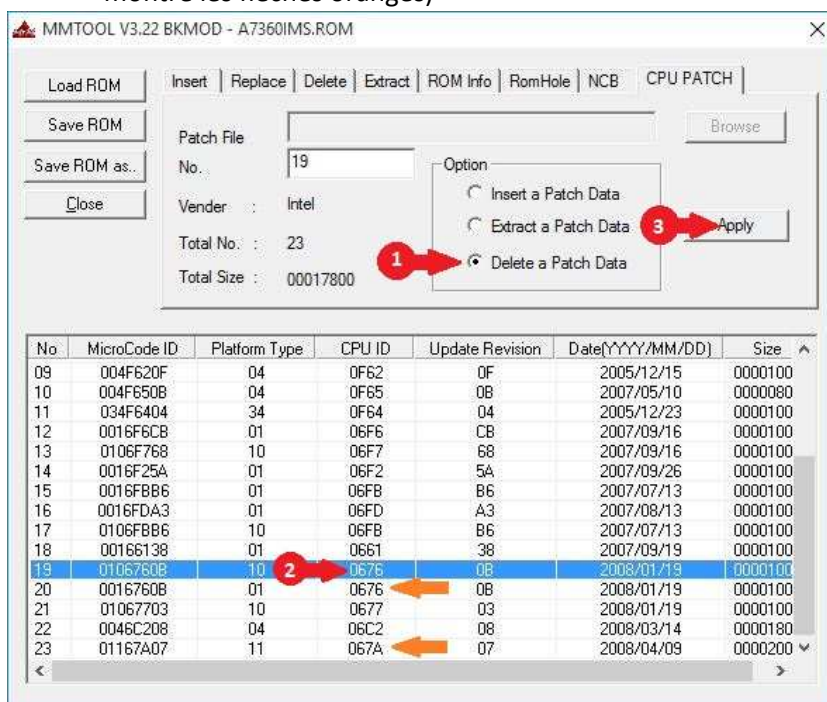 montre les flèches oranges)
MMTOOL V3.22 BKMOD - A7360IMS.ROM
Load ROM
Save ROM
Save ROM as..
Close
Insert Replace Delete Extract ROM Info RomHole NCB CPU PATCH
Patch File
Browse
No. 19
Vender : Intel
Total No. : 23
Total Size : 00017800
Option
Insert a Patch Data
Extract a Patch Data
Delete a Patch Data
1
3
Apply
No MicroCode ID Platform Type CPU ID Update Revision Date(YYYY/MM/DD) Size
09 004F620F 04 0F62 0F 2005/12/15 0000100
10 004F650B 04 0F65 0B 2007/05/10 0000080
11 034F6404 34 0F64 04 2005/12/23 0000100
12 0016F6CB 01 06F6 CB 2007/09/16 0000100
13 0106F768 10 06F7 68 2007/09/16 0000100
14 0016F25A 01 06F2 5A 2007/09/26 0000100
15 0016FBB6 01 06FB B6 2007/07/13 0000100
16 0016FDA3 01 06FD A3 2007/08/13 0000100
17 0106FBB6 10 06FB B6 2007/07/13 0000100
18 00166138 01 0661 38 2007/09/19 0000100
19 0106760B 10 2 0676 0B 2008/01/19 0000100
20 0016760B 01 0676 0B 2008/01/19 0000100
21 01067703 10 0677 03 2008/01/19 0000100
22 0046C208 04 06C2 08 2008/03/14 0000180
23 01167A07 11 067A 07 2008/04/09 0000200